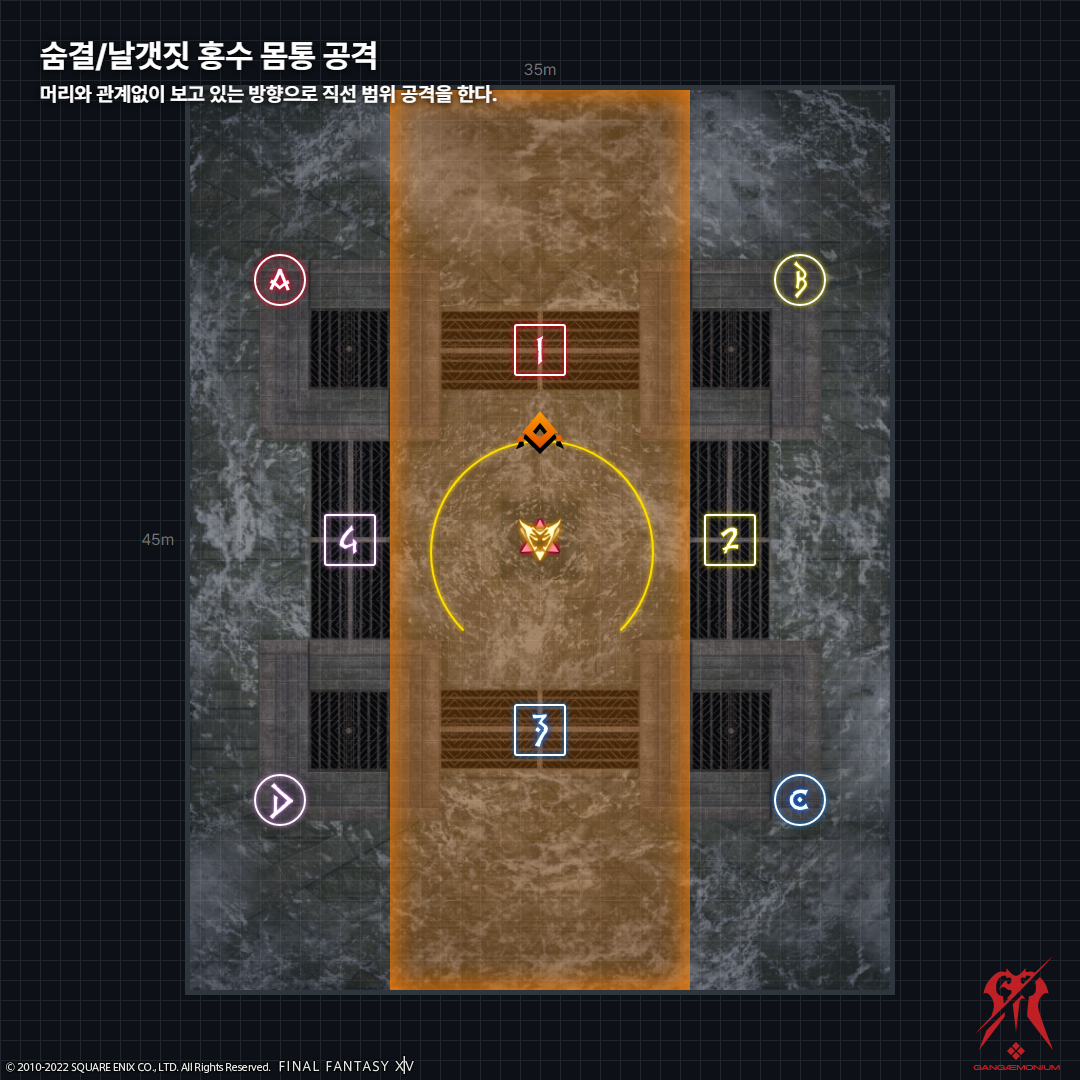 숨결/날갯짓 홍수 몸통 공격
머리와 관계없이 보고 있는 방향으로 직선 범위 공격을 한다.
35m
A
B
1
4
2
45m
3
D
C
GANGÆMONIUM
© 2010-2022 SQUARE ENIX CO., LTD. All Rights Reserved. FINAL FANTASY XIV